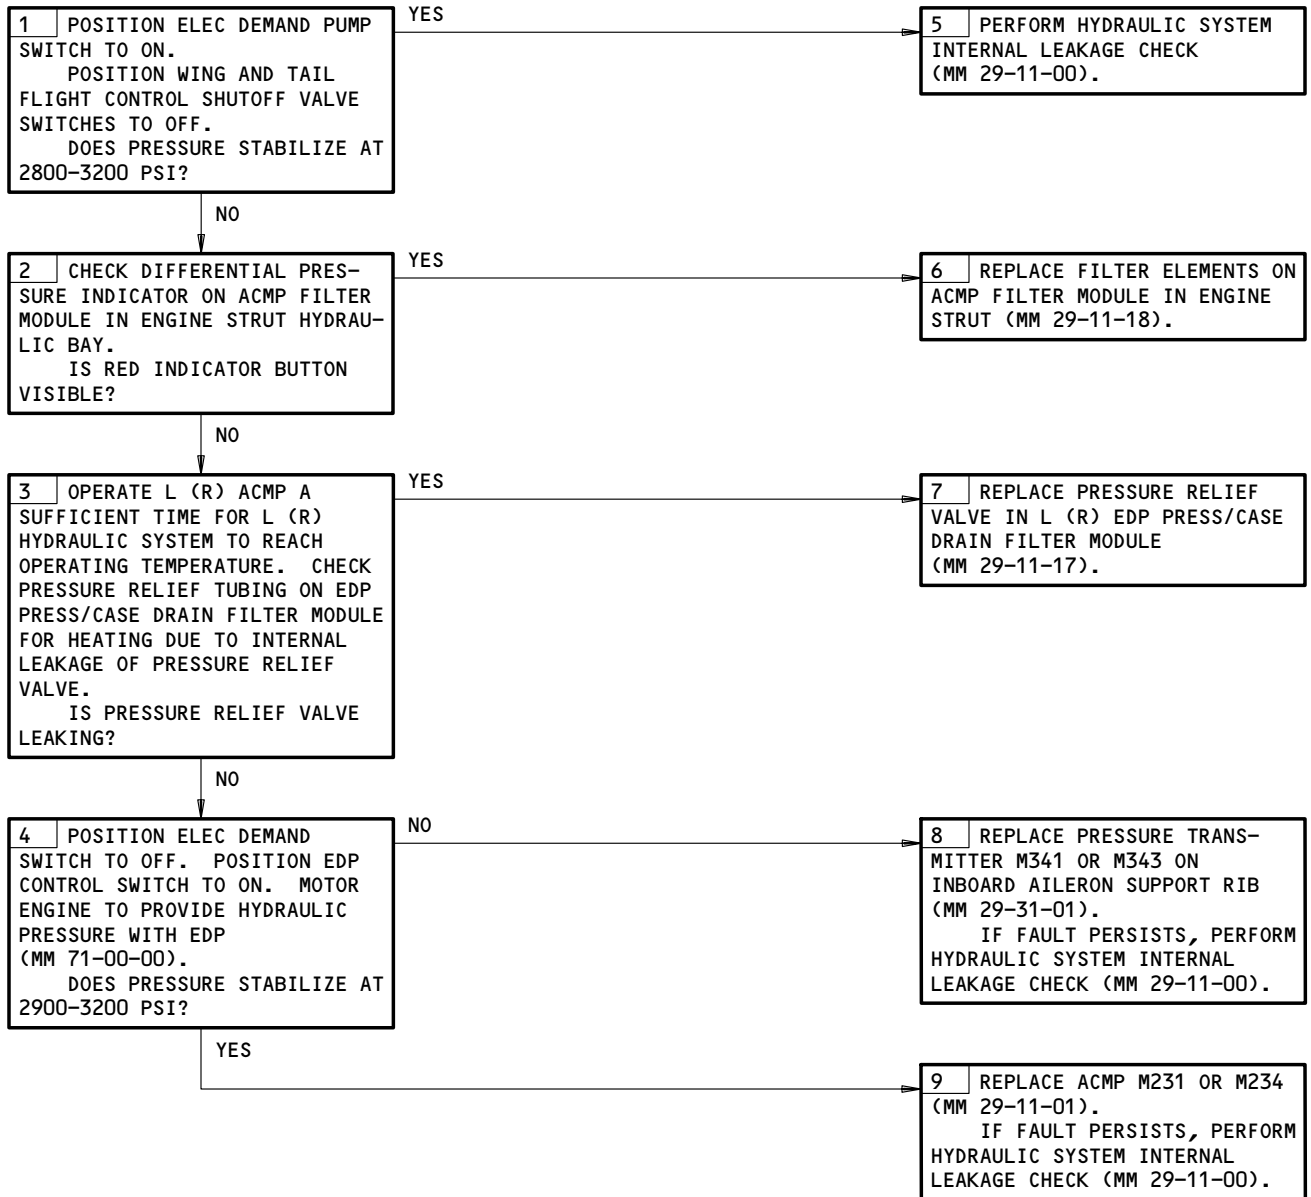 1 POSITION ELEC DEMAND PUMP
SWITCH TO ON.
POSITION WING AND TAIL
FLIGHT CONTROL SHUTOFF VALVE
SWITCHES TO OFF.
DOES PRESSURE STABILIZE AT
2800-3200 PSI?
YES
5 PERFORM HYDRAULIC SYSTEM
INTERNAL LEAKAGE CHECK
(MM 29-11-00).
NO
2 CHECK DIFFERENTIAL PRES-
SURE INDICATOR ON ACMP FILTER
MODULE IN ENGINE STRUT HYDRAU-
LIC BAY.
IS RED INDICATOR BUTTON
VISIBLE?
YES
6 REPLACE FILTER ELEMENTS ON
ACMP FILTER MODULE IN ENGINE
STRUT (MM 29-11-18).
NO
3 OPERATE L (R) ACMP A
SUFFICIENT TIME FOR L (R)
HYDRAULIC SYSTEM TO REACH
OPERATING TEMPERATURE. CHECK
PRESSURE RELIEF TUBING ON EDP
PRESS/CASE DRAIN FILTER MODULE
FOR HEATING DUE TO INTERNAL
LEAKAGE OF PRESSURE RELIEF
VALVE.
IS PRESSURE RELIEF VALVE
LEAKING?
YES
7 REPLACE PRESSURE RELIEF
VALVE IN L (R) EDP PRESS/CASE
DRAIN FILTER MODULE
(MM 29-11-17).
NO
4 POSITION ELEC DEMAND
SWITCH TO OFF. POSITION EDP
CONTROL SWITCH TO ON. MOTOR
ENGINE TO PROVIDE HYDRAULIC
PRESSURE WITH EDP
(MM 71-00-00).
DOES PRESSURE STABILIZE AT
2900-3200 PSI?
NO
8 REPLACE PRESSURE TRANS-
MITTER M341 OR M343 ON
INBOARD AILERON SUPPORT RIB
(MM 29-31-01).
IF FAULT PERSISTS, PERFORM
HYDRAULIC SYSTEM INTERNAL
LEAKAGE CHECK (MM 29-11-00).
YES
9 REPLACE ACMP M231 OR M234
(MM 29-11-01).
IF FAULT PERSISTS, PERFORM
HYDRAULIC SYSTEM INTERNAL
LEAKAGE CHECK (MM 29-11-00).